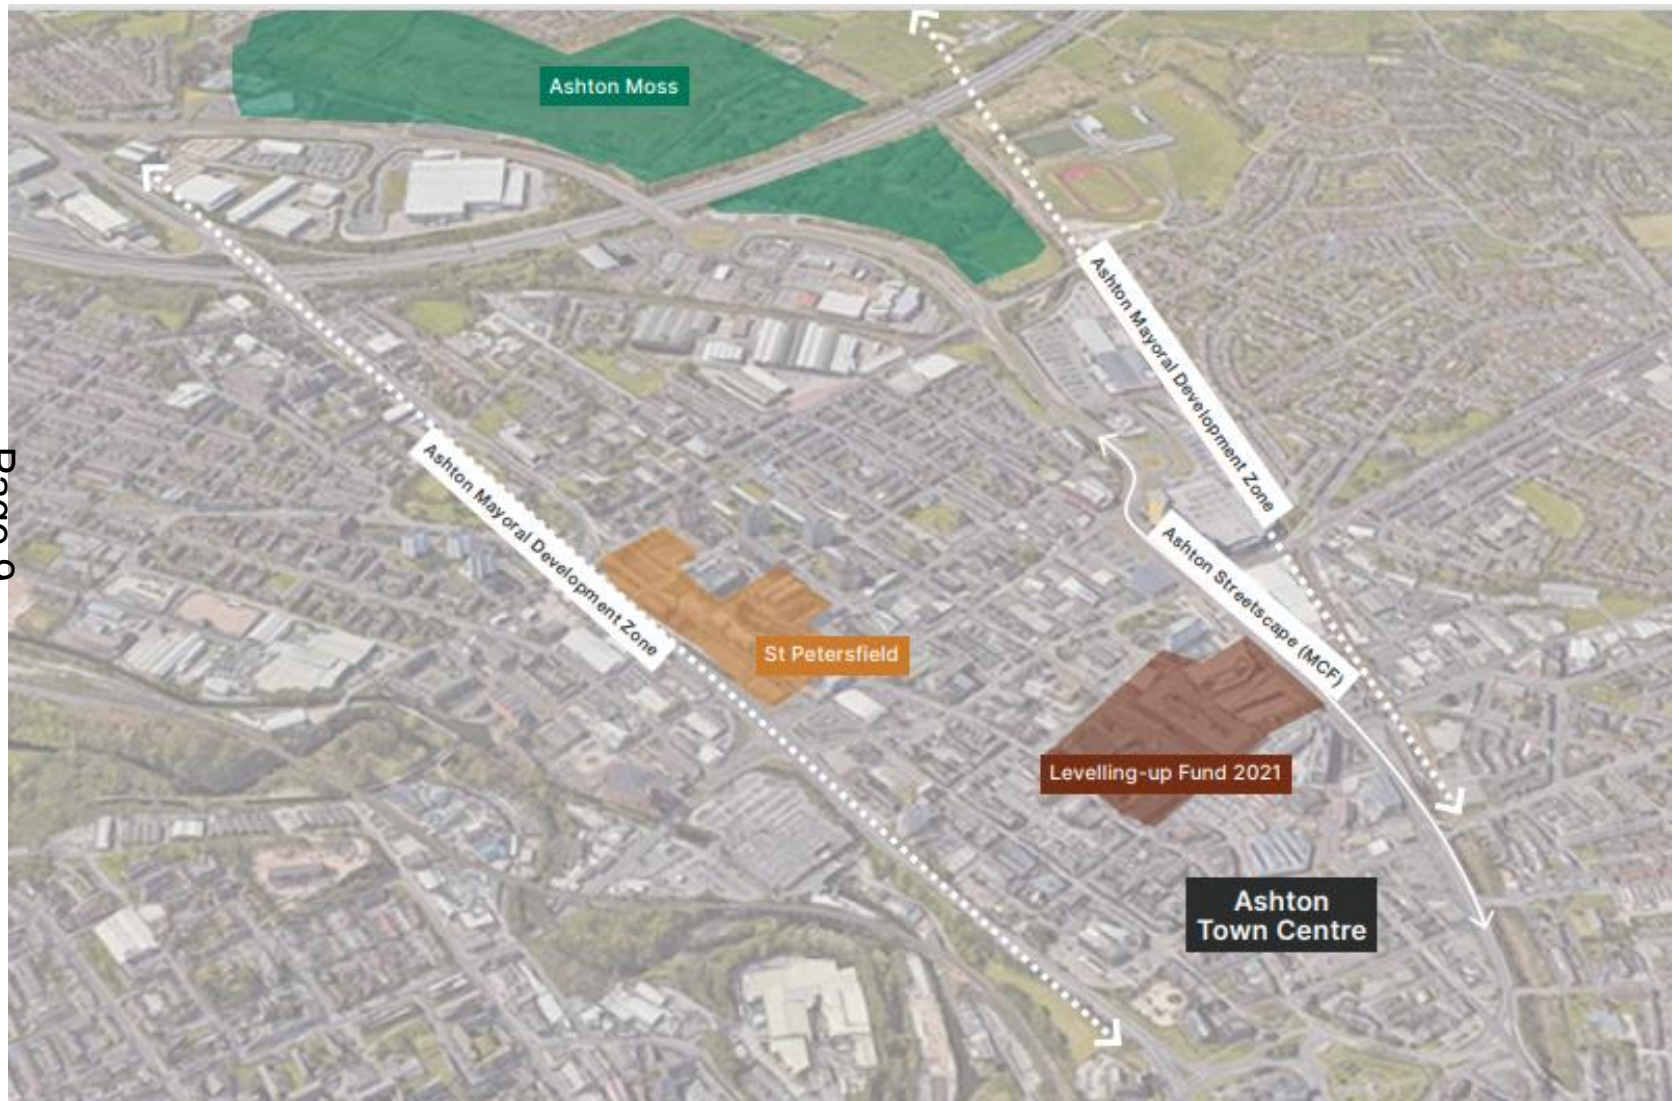 Ashton Moss
Ashton Mayoral Development Zone
Ashton Mayoral Development Zone
Ashton Streetscape (MCF)
St Petersfield
Levelling-up Fund 2021
Ashton
Town Centre